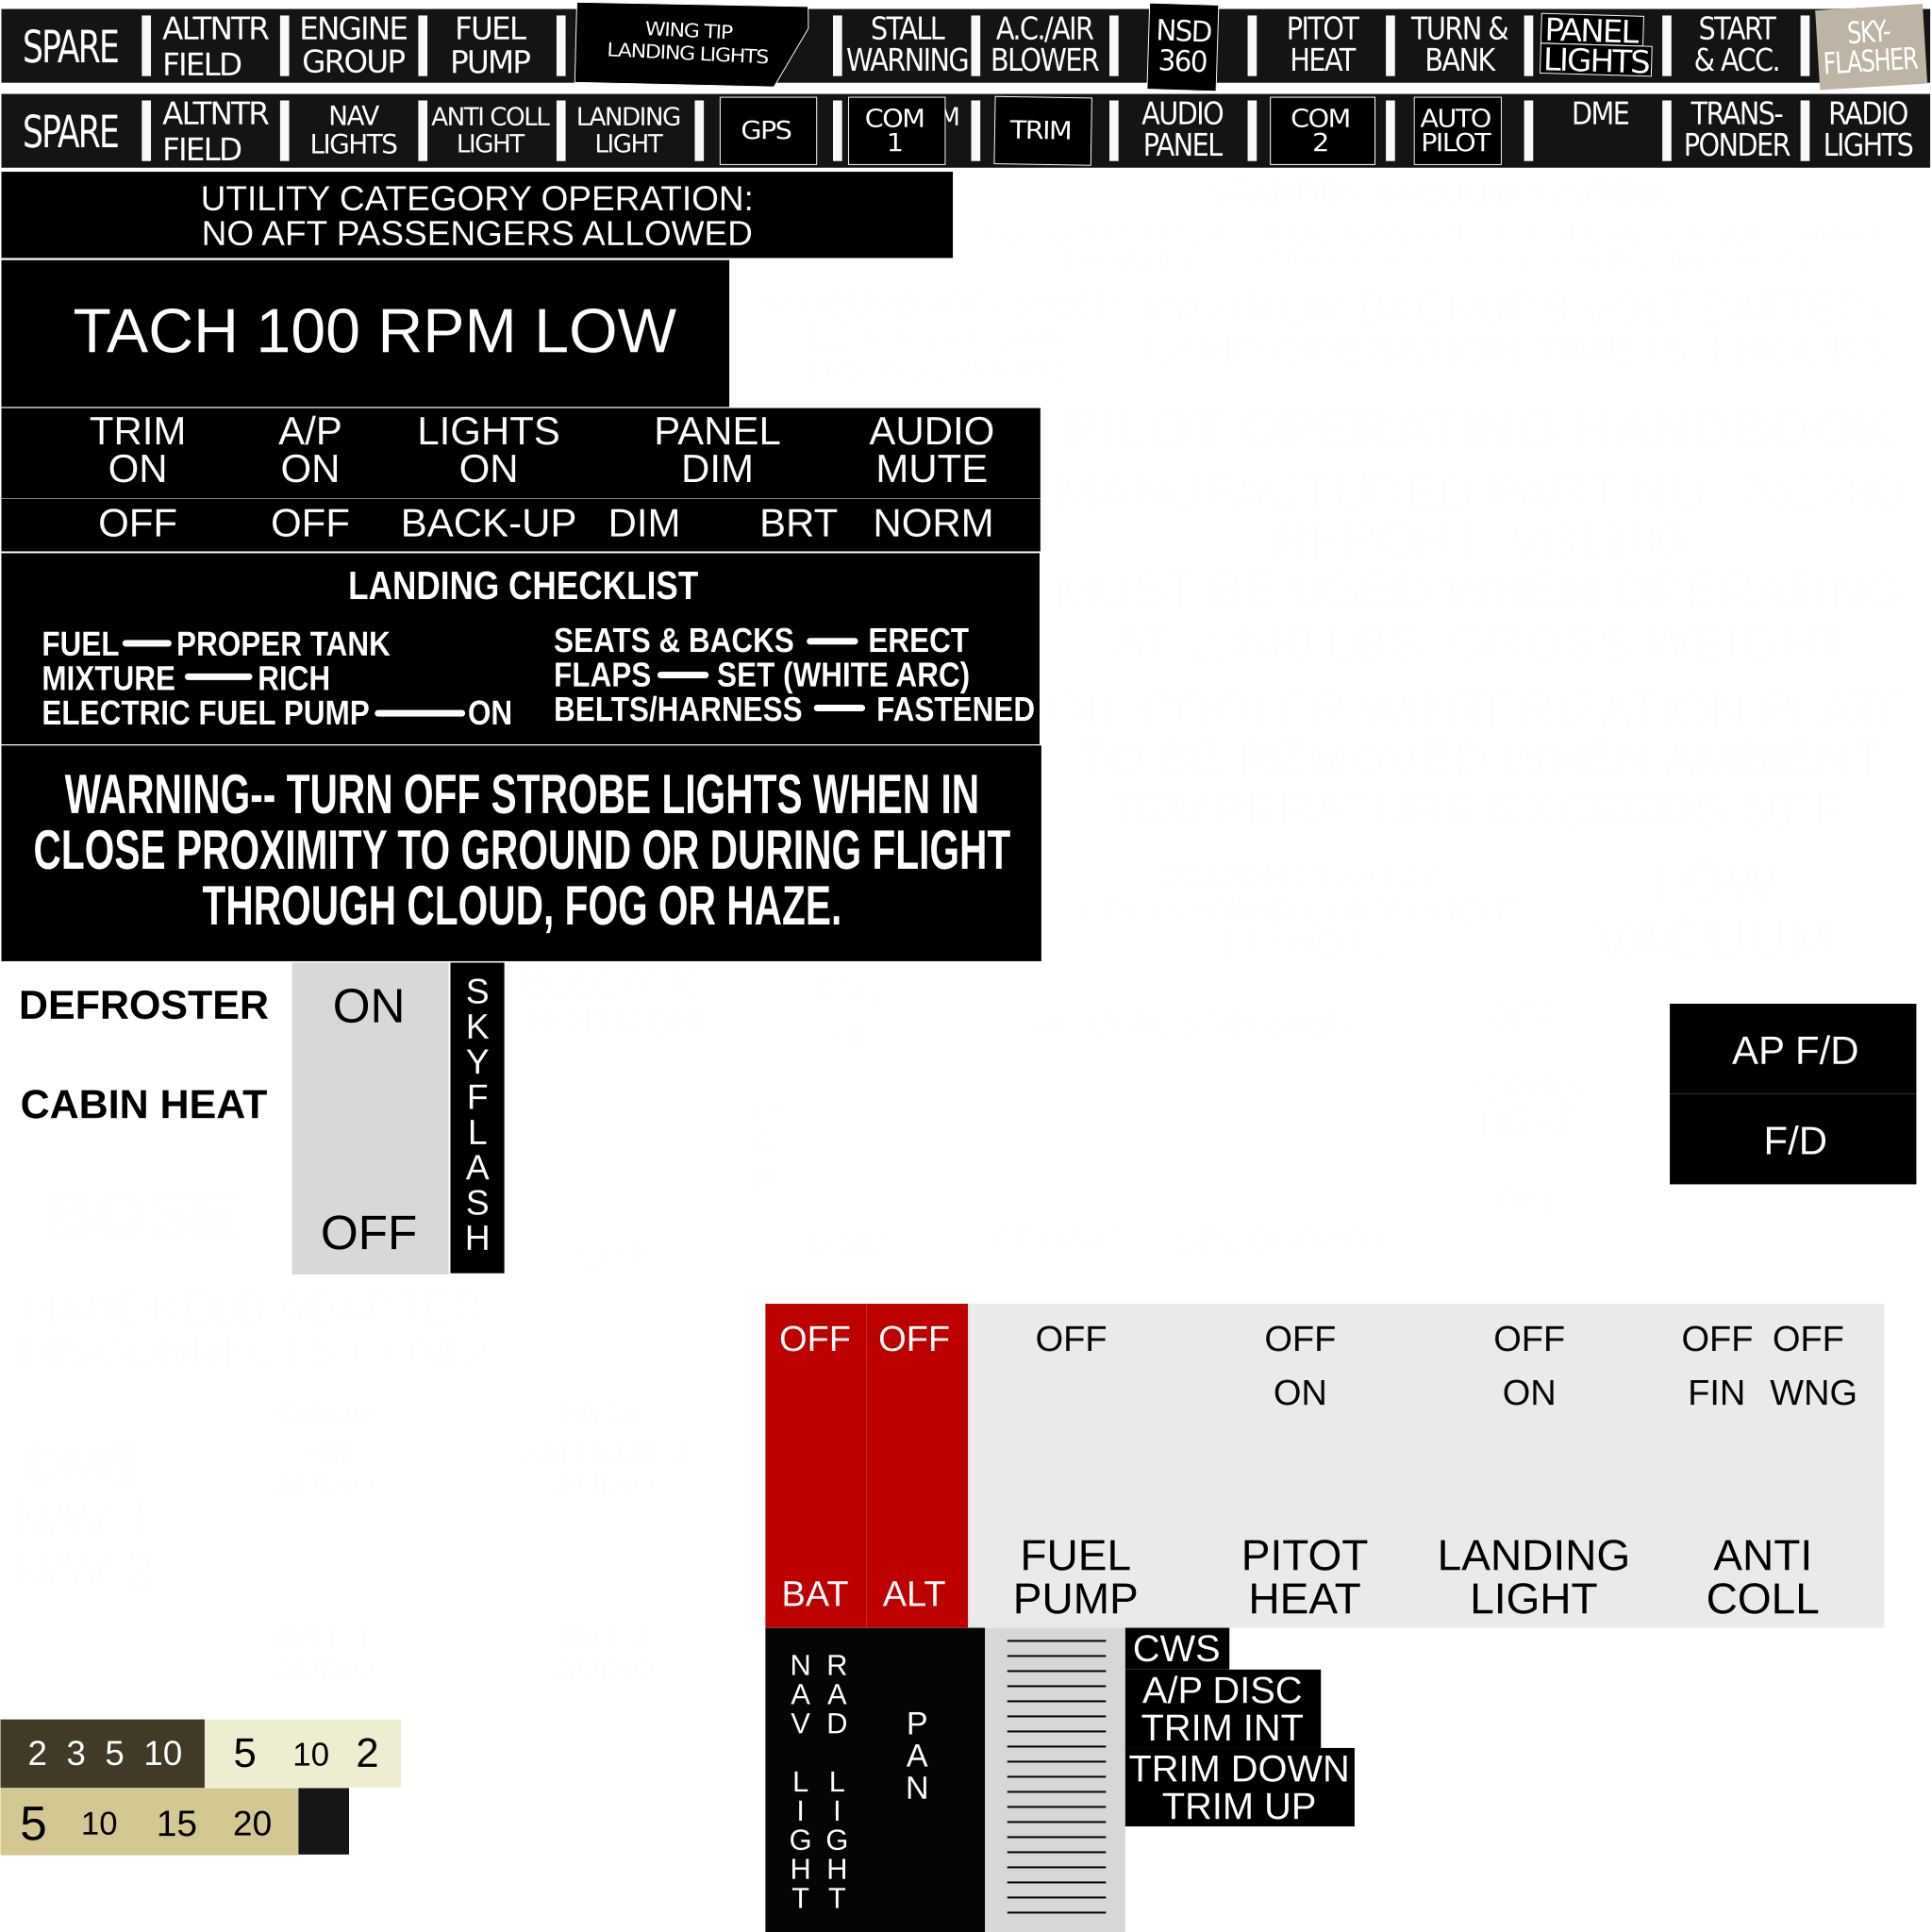 SPARE
ALTNTR
FIELD
ENGINE
GROUP
FUEL
PUMP
WING TIP
LANDING LIGHTS
STALL
WARNING
A.C./AIR
BLOWER
NSD
360
PITOT
HEAT
TURN &
BANK
PANEL
LIGHTS
START
& ACC.
SKY-
FLASHER
SPARE
ALTNTR
FIELD
NAV
LIGHTS
ANTI COLL
LIGHT
LANDING
LIGHT
GPS
COM
1
TRIM
AUDIO
PANEL
COM
2
AUTO
PILOT
DME
TRANS-
PONDER
RADIO
LIGHTS
UTILITY CATEGORY OPERATION:
NO AFT PASSENGERS ALLOWED
TACH 100 RPM LOW
TRIM A/P LIGHTS PANEL AUDIO
ON ON ON DIM MUTE
OFF OFF BACK-UP DIM BRT NORM
LANDING CHECKLIST
FUEL — PROPER TANK
MIXTURE — RICH
ELECTRIC FUEL PUMP — ON
SEATS & BACKS — ERECT
FLAPS — SET (WHITE ARC)
BELTS/HARNESS — FASTENED
WARNING-- TURN OFF STROBE LIGHTS WHEN IN
CLOSE PROXIMITY TO GROUND OR DURING FLIGHT
THROUGH CLOUD, FOG OR HAZE.
DEFROSTER
CABIN HEAT
ON
OFF
SKYFLASH
AP F/D
F/D
OFF OFF OFF OFF OFF OFF OFF
ON ON FIN WNG
BAT ALT
FUEL
PUMP
PITOT
HEAT
LANDING
LIGHT
ANTI
COLL
NAV LIGHT
RAD LIGHT
PAN
CWS
A/P DISC
TRIM INT
TRIM DOWN
TRIM UP
2 3 5 10 5 10 2
5 10 15 20